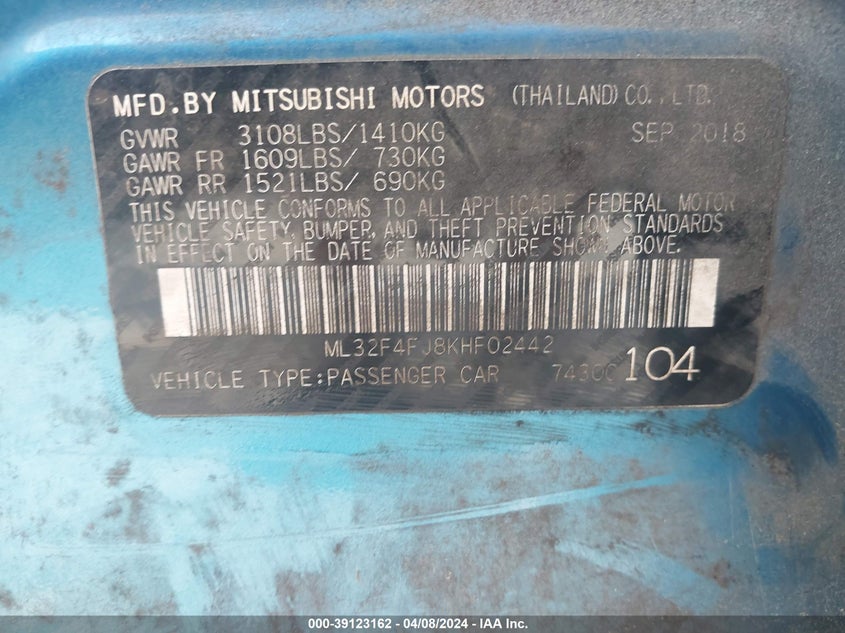 MFD.BY MITSUBISHI MOTORS (THAILAND)CO.,LTD.
GVWR 3108LBS/1410KG SEP 2018
GAWR FR 1609LBS/ 730KG
GAWR RR 1521LBS/ 690KG
THIS VEHICLE CONFORMS TO ALL APPLICABLE FEDERAL MOTOR
VEHICLE SAFETY, BUMPER, AND THEFT PREVENTION STANDARDS
IN EFFECT ON THE DATE OF MANUFACTURE SHOWN ABOVE.
ML32F4FJ8KHF02442
VEHICLE TYPE:PASSENGER CAR 104
000-39123162 - 04/08/2024 - IAA Inc.